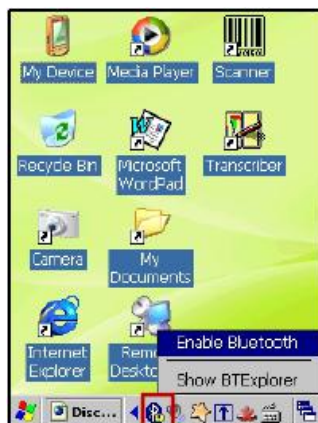 My Device Media Player Scanner
Recycle Bin Microsoft WordPad Transcriber
Camera My Documents
Internet Explorer Remo
Deskto
Enable Bluetooth
Show BTExplorer
Disc...